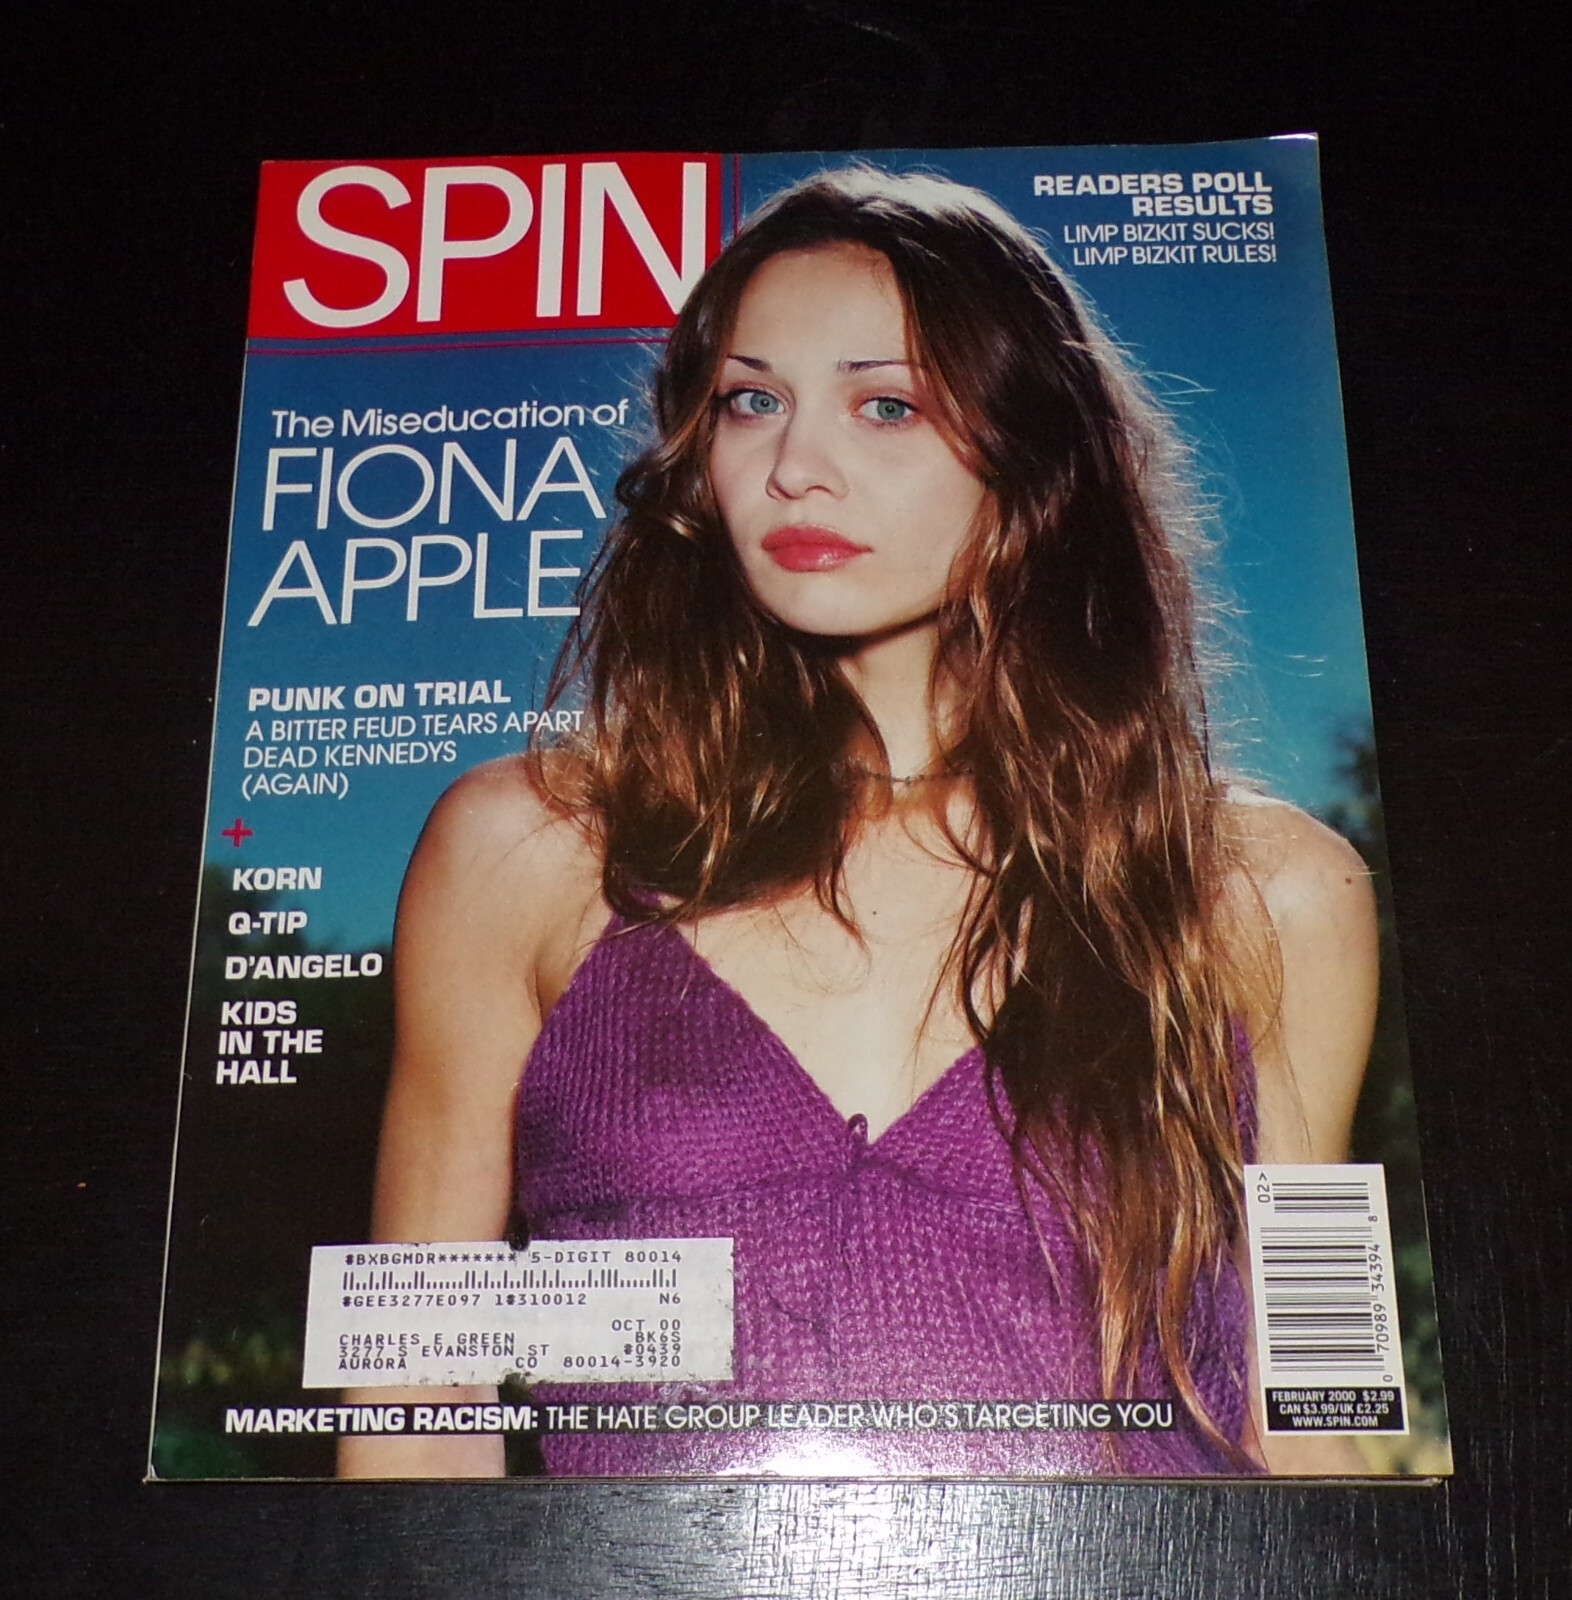 SPIN
READERS POLL
RESULTS
LIMP BIZKIT SUCKS!
LIMP BIZKIT RULES!
The Miseducation of
FIONA
APPLE
PUNK ON TRIAL
A BITTER FEUD TEARS APART
DEAD KENNEDYS
(AGAIN)
+
KORN
Q-TIP
D'ANGELO
KIDS
IN THE
HALL
#BXBGMDR******* 5-DIGIT 80014
#GEE3277E097 1#310012 N6
OCT 00
CHARLES E GREEN BK6S
3277 S EVANSTON ST #0439
AURORA CO 80014-3920
MARKETING RACISM: THE HATE GROUP LEADER WHO'S TARGETING YOU
02>
0 70989 34394 8
FEBRUARY 2000 $2.99
CAN $3.99/UK £2.25
WWW.SPIN.COM